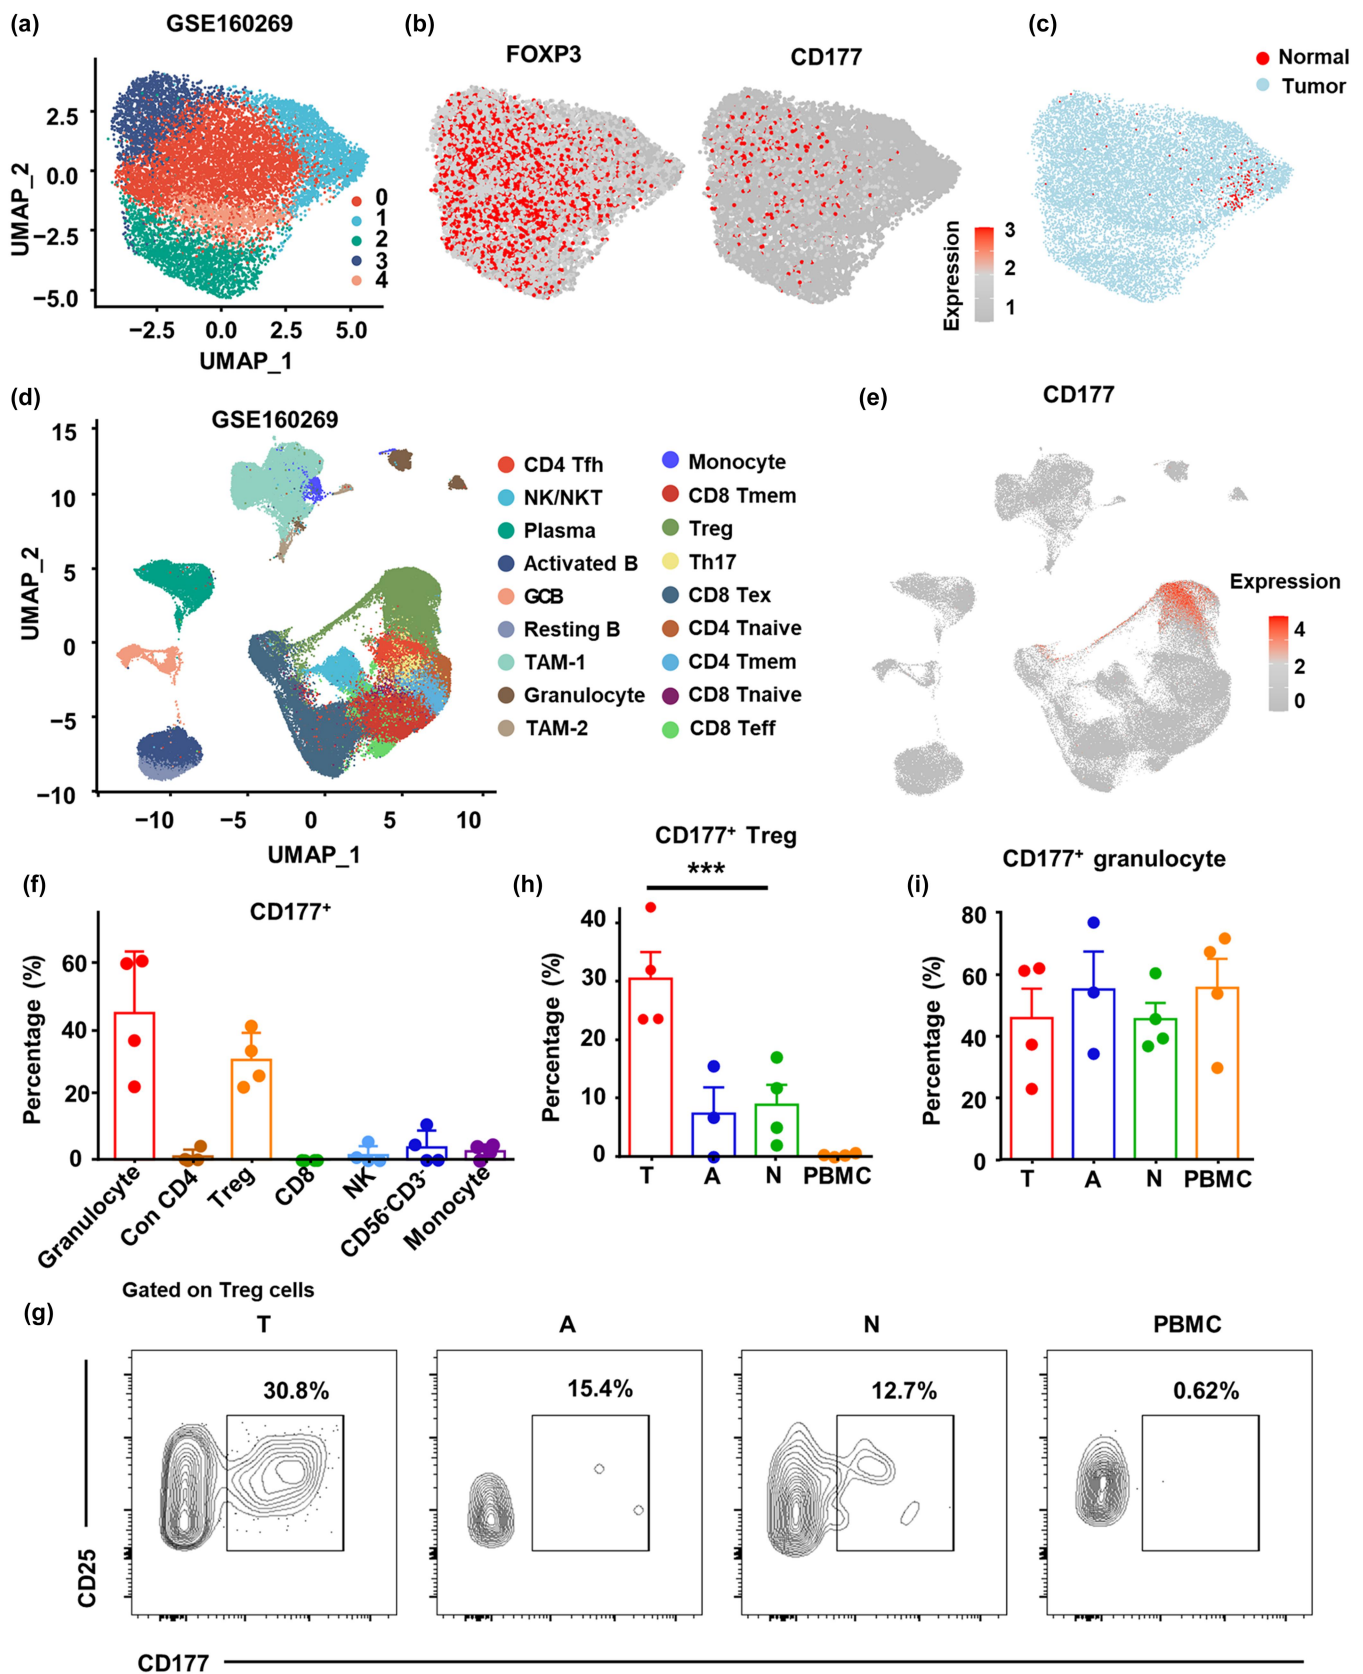 (a)
GSE160269
UMAP_2
2.5
0.0
−2.5
−5.0
−2.5 0.0 2.5 5.0
UMAP_1
0
1
2
3
4
(b)
FOXP3
CD177
Expression
3
2
1
(c)
Normal
Tumor
(d)
GSE160269
UMAP_2
15
10
5
0
−5
−10
−10 −5 0 5 10
UMAP_1
CD4 Tfh
NK/NKT
Plasma
Activated B
GCB
Resting B
TAM-1
Granulocyte
TAM-2
Monocyte
CD8 Tmem
Treg
Th17
CD8 Tex
CD4 Tnaive
CD4 Tmem
CD8 Tnaive
CD8 Teff
(e)
CD177
Expression
4
2
0
(f)
CD177+
Percentage (%)
60
40
20
0
Granulocyte
Con CD4
Treg
CD8
NK
CD56-CD3-
Monocyte
(h)
CD177+ Treg
***
Percentage (%)
40
30
20
10
0
T A N PBMC
(i)
CD177+ granulocyte
Percentage (%)
80
60
40
20
0
T A N PBMC
(g)
Gated on Treg cells
T A N PBMC
30.8% 15.4% 12.7% 0.62%
CD25
CD177